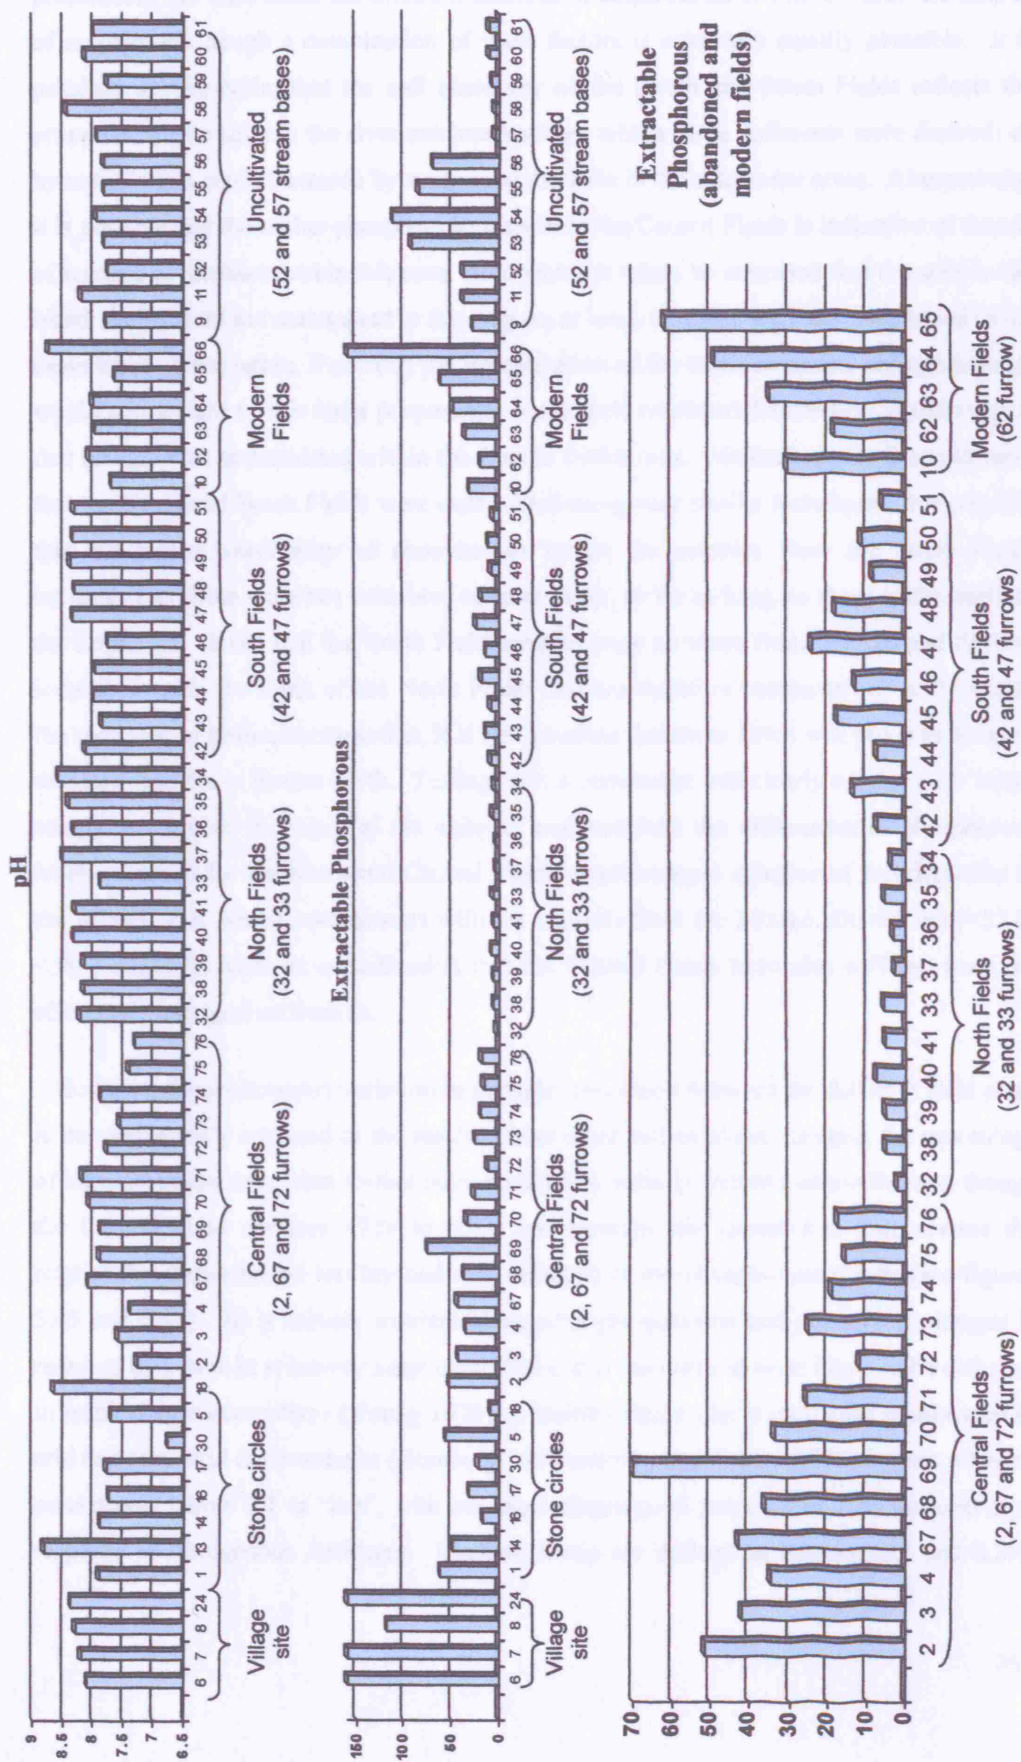 pH
9
8.5
8
7.5
7
6.5
6 7 8 24 1 13 14 16 17 30 5 18 2 3 4 67 68 69 70 71 72 73 74 75 76 32 38 39 40 41 33 37 36 35 34 42 43 44 45 46 47 48 49 50 51 10 62 63 64 65 66 9 11 52 53 54 55 56 57 58 59 60 61
Village
site
Stone circles
Central Fields
(2, 67 and 72 furrows)
North Fields
(32 and 33 furrows)
South Fields
(42 and 47 furrows)
Modern
Fields
Uncultivated
(52 and 57 stream bases)
Extractable Phosphorous
150
100
50
0
6 7 8 24 1 14 16 17 30 5 18 2 3 4 67 68 69 70 71 72 73 74 75 76 32 38 39 40 41 33 37 36 35 34 42 43 44 45 46 47 48 49 50 51 10 62 63 64 65 66 9 11 52 53 54 55 56 57 58 59 60 61
Village
site
Stone circles
Central Fields
(2, 67 and 72 furrows)
North Fields
(32 and 33 furrows)
South Fields
(42 and 47 furrows)
Modern
Fields
Uncultivated
(52 and 57 stream bases)
Extractable
Phosphorous
(abandoned and
modern fields)
70
60
50
40
30
20
10
0
2 3 4 67 68 69 70 71 72 73 74 75 76 32 38 39 40 41 33 37 36 35 34 42 43 44 45 46 47 48 49 50 51 10 62 63 64 65
Central Fields
(2, 67 and 72 furrows)
North Fields
(32 and 33 furrows)
South Fields
(42 and 47 furrows)
Modern Fields
(62 furrow)